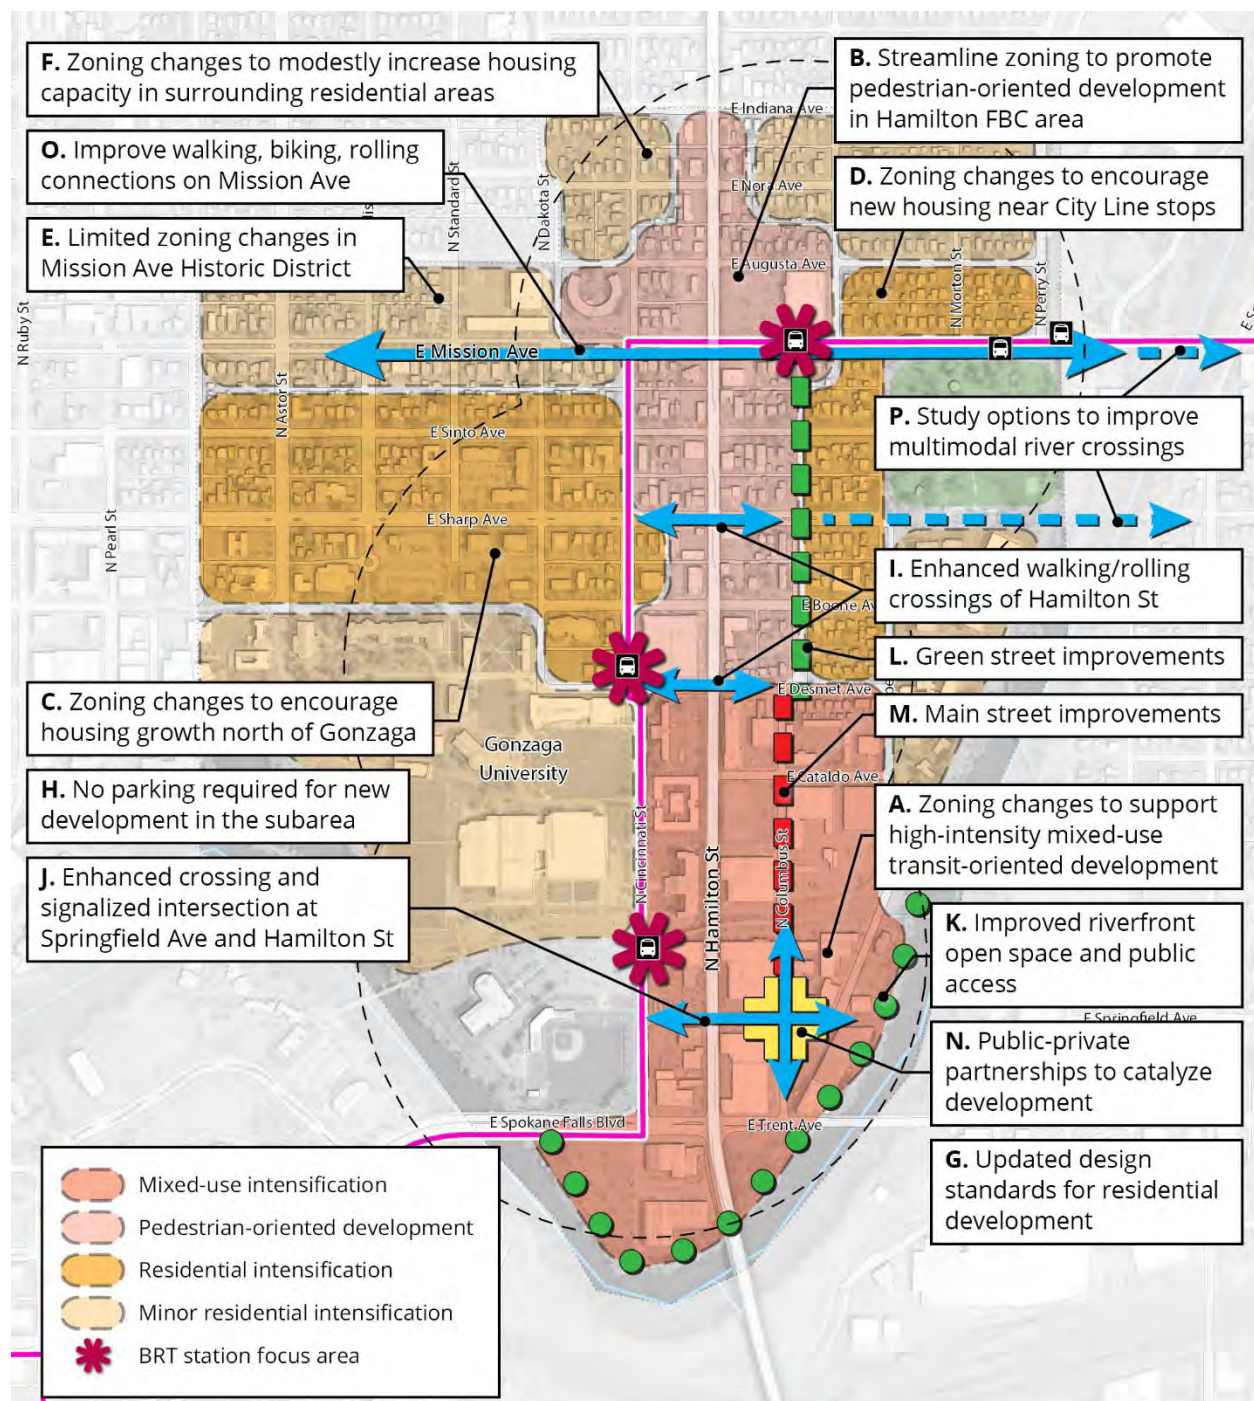 F. Zoning changes to modestly increase housing
capacity in surrounding residential areas
B. Streamline zoning to promote
pedestrian-oriented development
in Hamilton FBC area
O. Improve walking, biking, rolling
connections on Mission Ave
D. Zoning changes to encourage
new housing near City Line stops
E. Limited zoning changes in
Mission Ave Historic District
E Indiana Ave
E Nora Ave
E Augusta Ave
N Standard St
N Dakota St
N Morton St
N Perry St
N Ruby St
E Mission Ave
N Astor St
E Sinto Ave
P. Study options to improve
multimodal river crossings
N Pearl St
E Sharp Ave
I. Enhanced walking/rolling
crossings of Hamilton St
E Boone
L. Green street improvements
E Desmet Ave
C. Zoning changes to encourage
housing growth north of Gonzaga
M. Main street improvements
Gonzaga
University
E Cataldo Ave
H. No parking required for new
development in the subarea
A. Zoning changes to support
high-intensity mixed-use
transit-oriented development
N Cincinnati St
N Hamilton St
N Columbus St
J. Enhanced crossing and
signalized intersection at
Springfield Ave and Hamilton St
K. Improved riverfront
open space and public
access
E Springfield Ave
N. Public-private
partnerships to catalyze
development
E Spokane Falls Blvd
E Trent Ave
G. Updated design
standards for residential
development
Mixed-use intensification
Pedestrian-oriented development
Residential intensification
Minor residential intensification
BRT station focus area